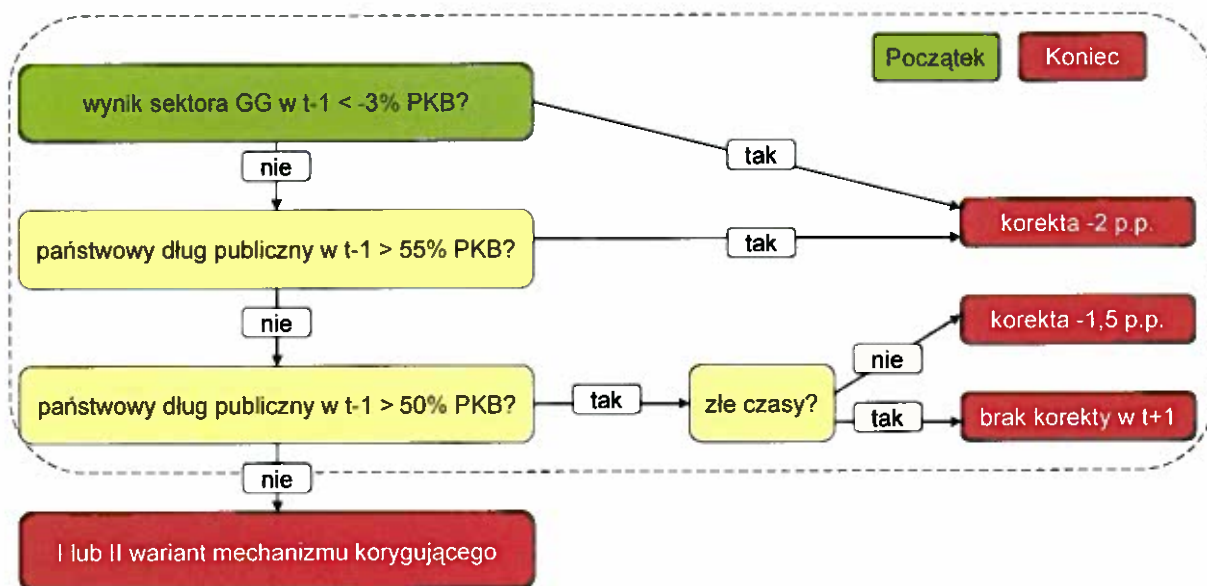 Początek
Koniec
wynik sektora GG w t-1 < -3% PKB?
nie
tak
państwowy dług publiczny w t-1 > 55% PKB?
tak
korekta -2 p.p.
nie
korekta -1,5 p.p.
nie
państwowy dług publiczny w t-1 > 50% PKB?
tak
złe czasy?
tak
brak korekty w t+1
nie
I lub II wariant mechanizmu korygującego